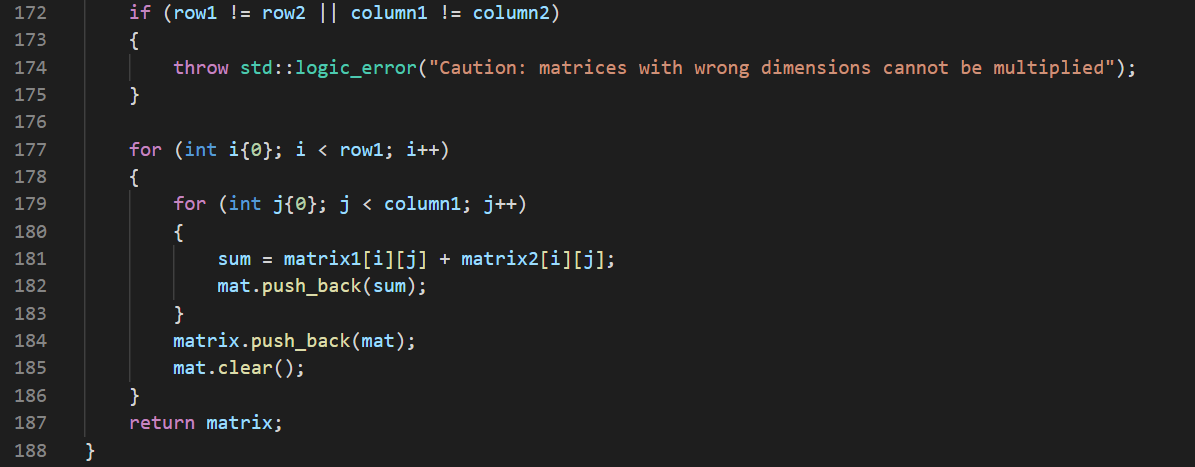 172 if (row1 != row2 || column1 != column2)
173 {
174 throw std::logic_error("Caution: matrices with wrong dimensions cannot be multiplied");
175 }
176
177 for (int i{0}; i < row1; i++)
178 {
179 for (int j{0}; j < column1; j++)
180 {
181 sum = matrix1[i][j] + matrix2[i][j];
182 mat.push_back(sum);
183 }
184 matrix.push_back(mat);
185 mat.clear();
186 }
187 return matrix;
188 }